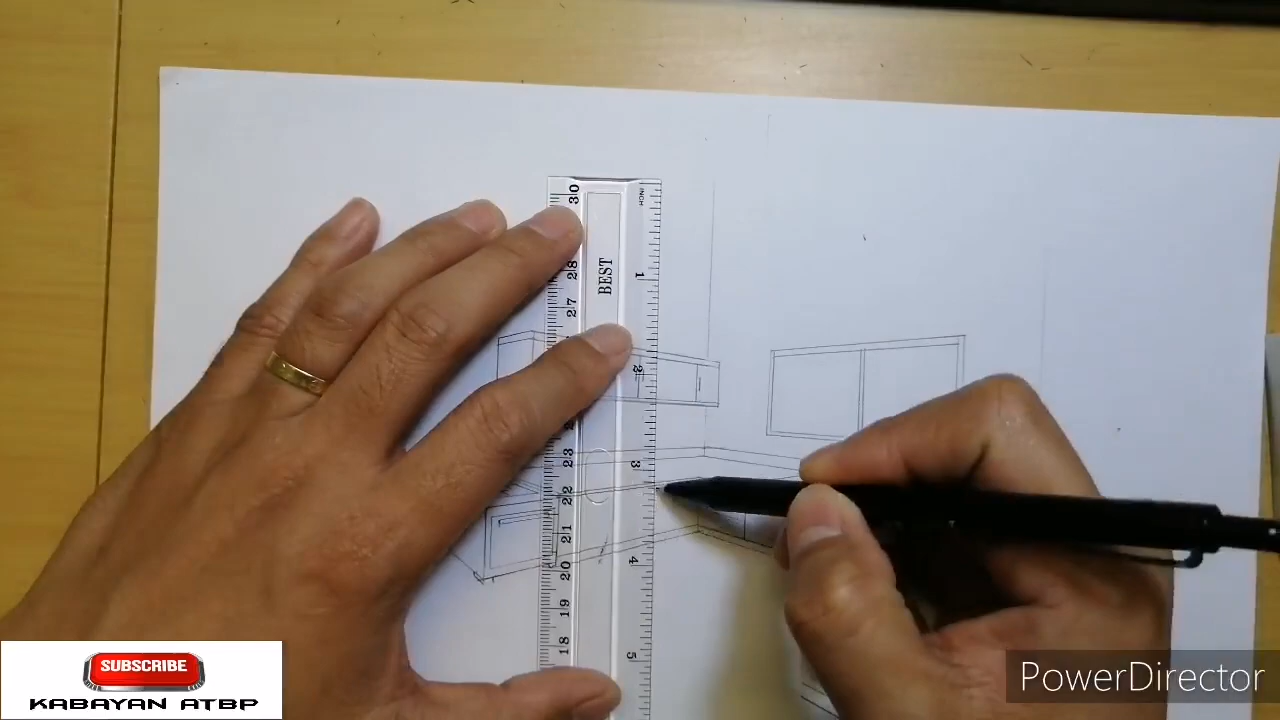 30
INCH
28
1
BEST
27
2
23
3
22
21
20
4
19
18
5
SUBSCRIBE
KABAYAN ATBP
PowerDirector